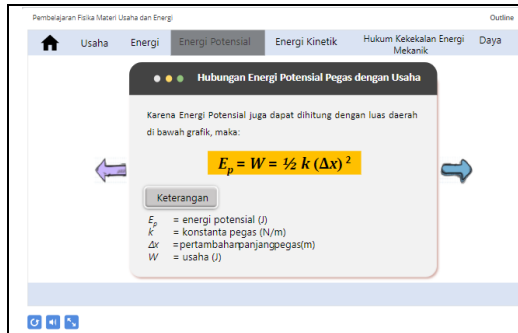 Pembelajaran Fisika Materi Usaha dan Energi
Outline
Usaha
Energi
Energi Potensial
Energi Kinetik
Hukum Kekekalan Energi
Mekanik
Daya
Hubungan Energi Potensial Pegas dengan Usaha
Karena Energi Potensial juga dapat dihitung dengan luas daerah
di bawah grafik, maka:
Eₚ = W = ½ k (Δx) ²
Keterangan
Eₚ = energi potensial (J)
k = konstanta pegas (N/m)
Δx =pertambahanpanjangpegas(m)
W = usaha (J)